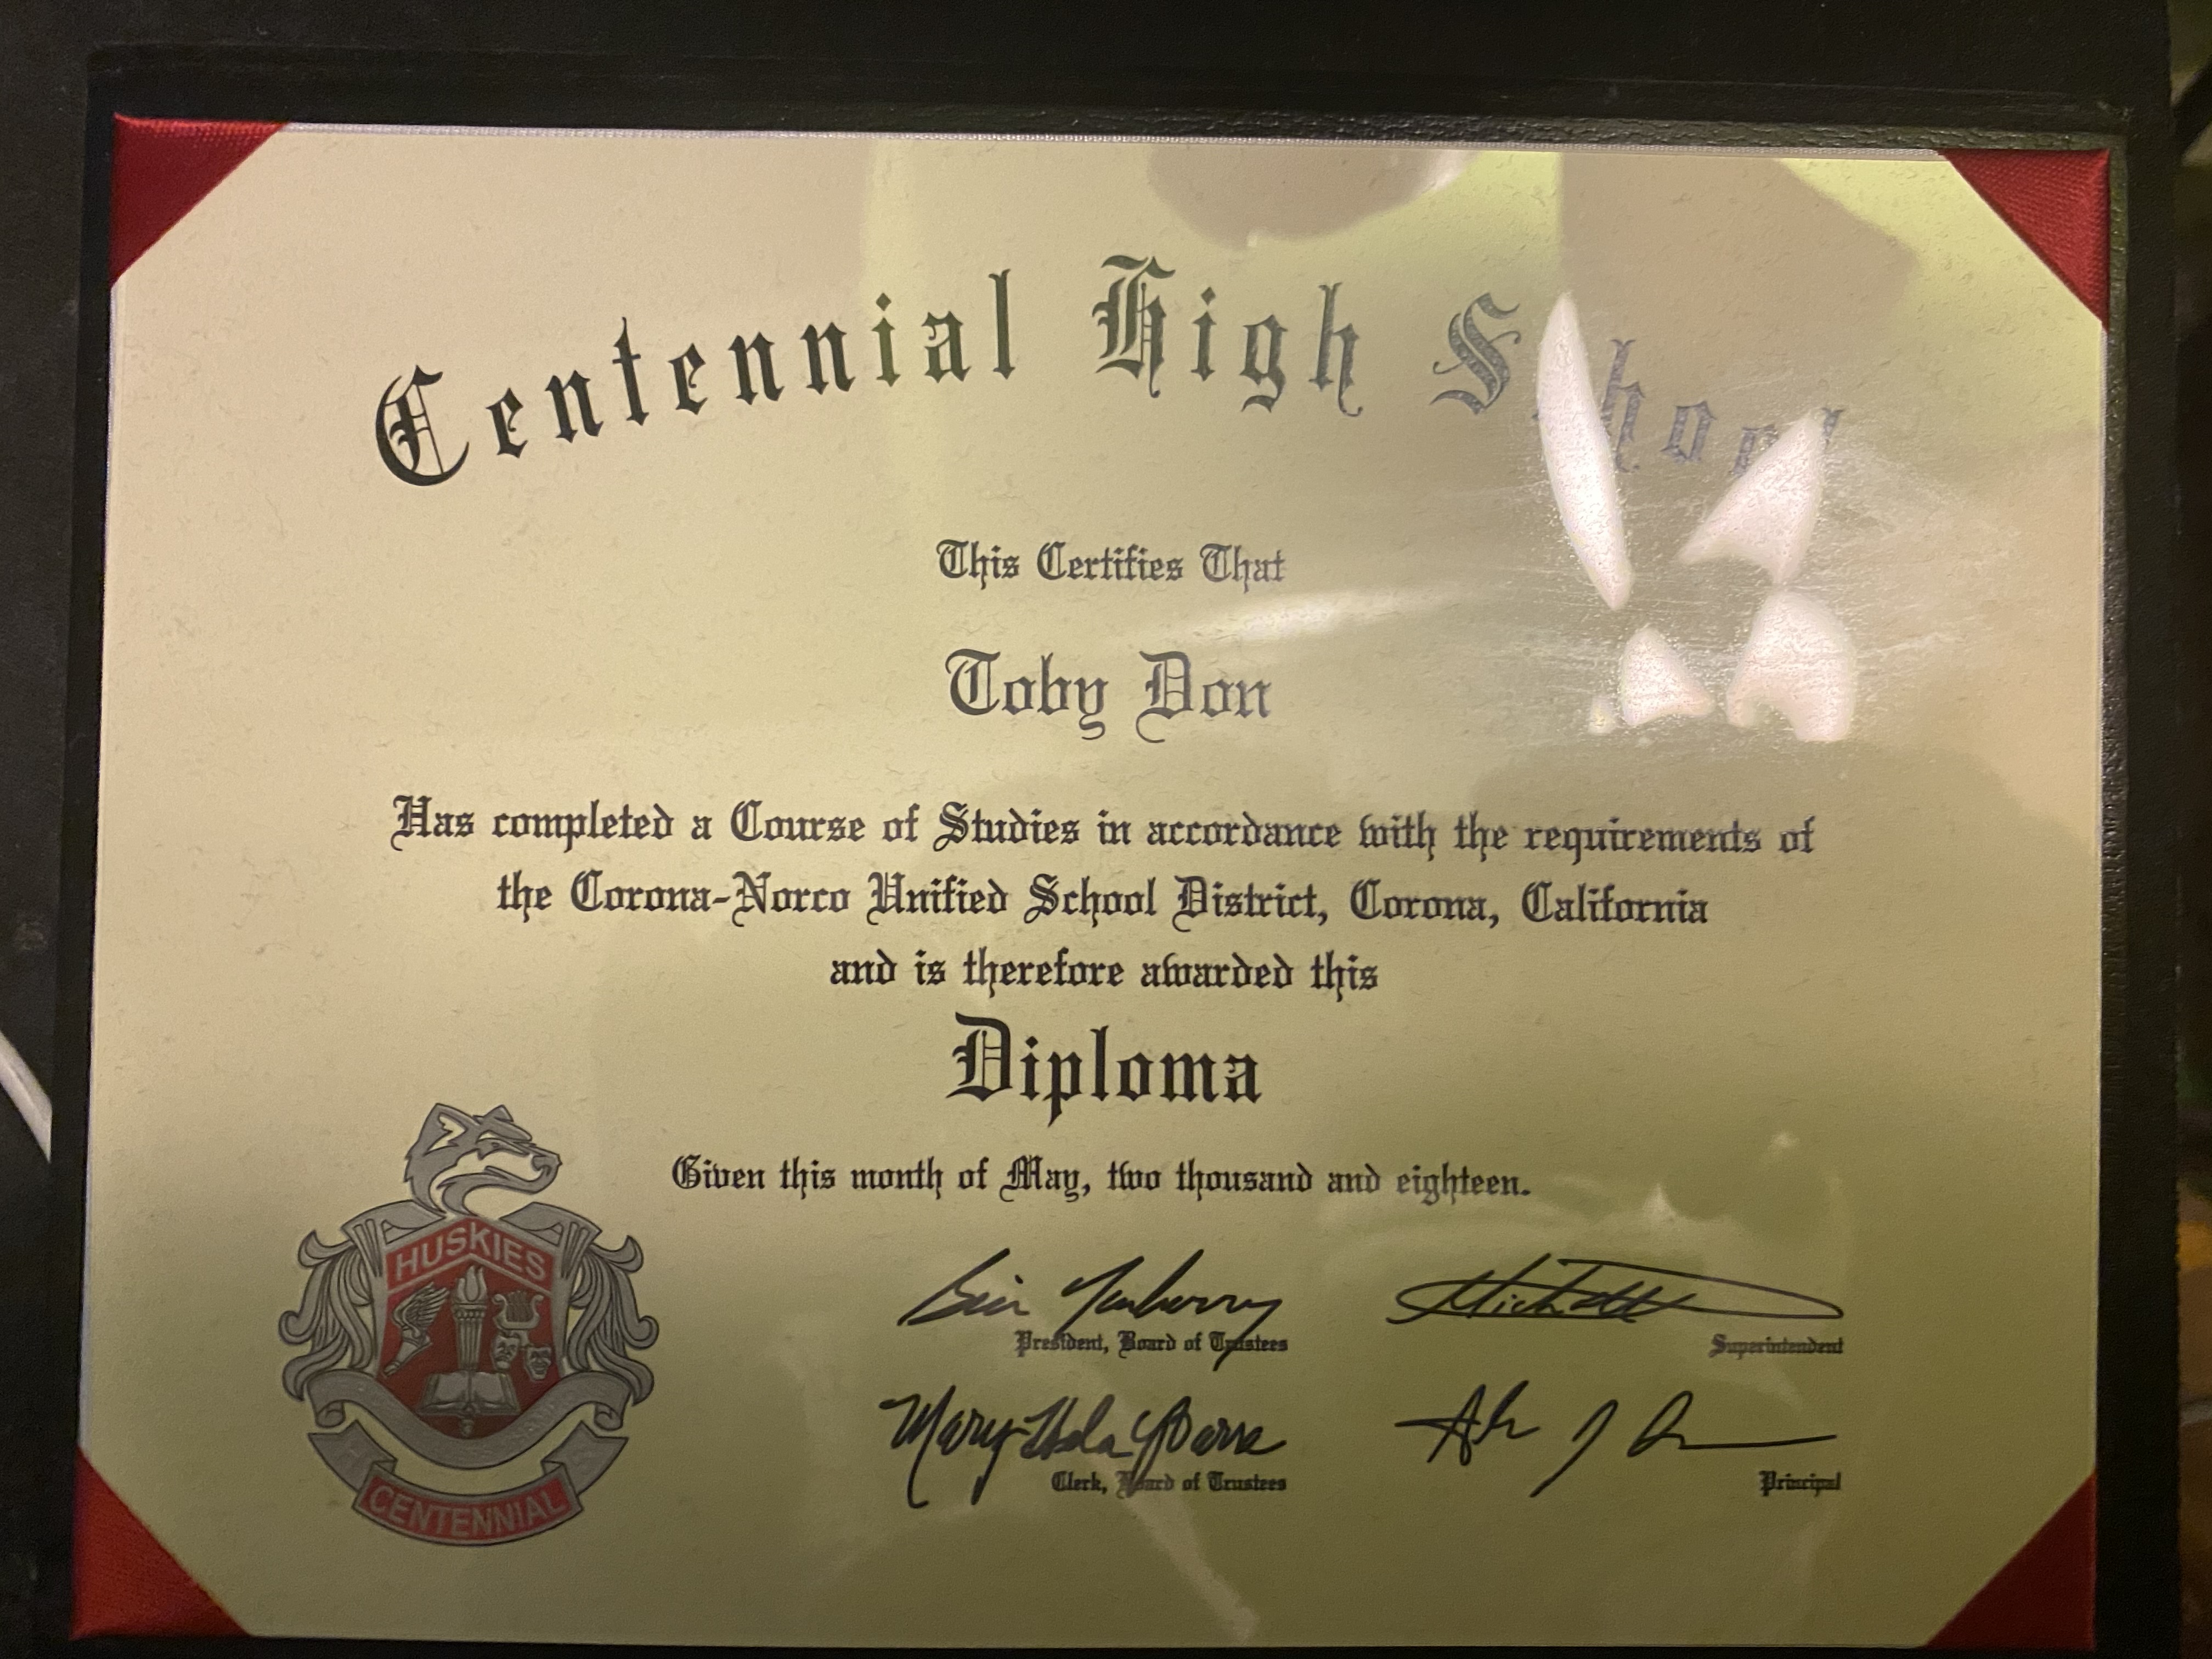 Centennial High School
This Certifies That
Toby Pan
Has completed a Course of Studies in accordance with the requirements of
the Corona-Norco Unified School District, Corona, California
and is therefore awarded this
Diploma
Given this month of May, two thousand and eighteen.
HUSKIES
CENTENNIAL
President, Board of Trustees
Superintendent
Clerk, Board of Trustees
Principal